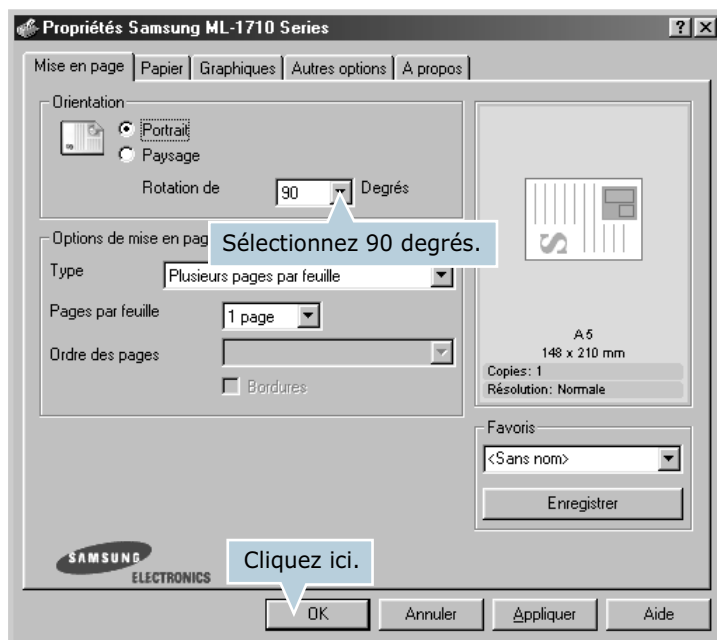 Propriétés Samsung ML-1710 Series
Mise en page Papier Graphiques Autres options A propos
Orientation
Portrait
Paysage
Rotation de 90 Degrés
Sélectionnez 90 degrés.
Options de mise en pag
Type Plusieurs pages par feuille
Pages par feuille 1 page
Ordre des pages
Bordures
S
A5
148 x 210 mm
Copies: 1
Résolution: Normale
Favoris
<Sans nom>
Enregistrer
SAMSUNG
ELECTRONICS
Cliquez ici.
OK Annuler Appliquer Aide